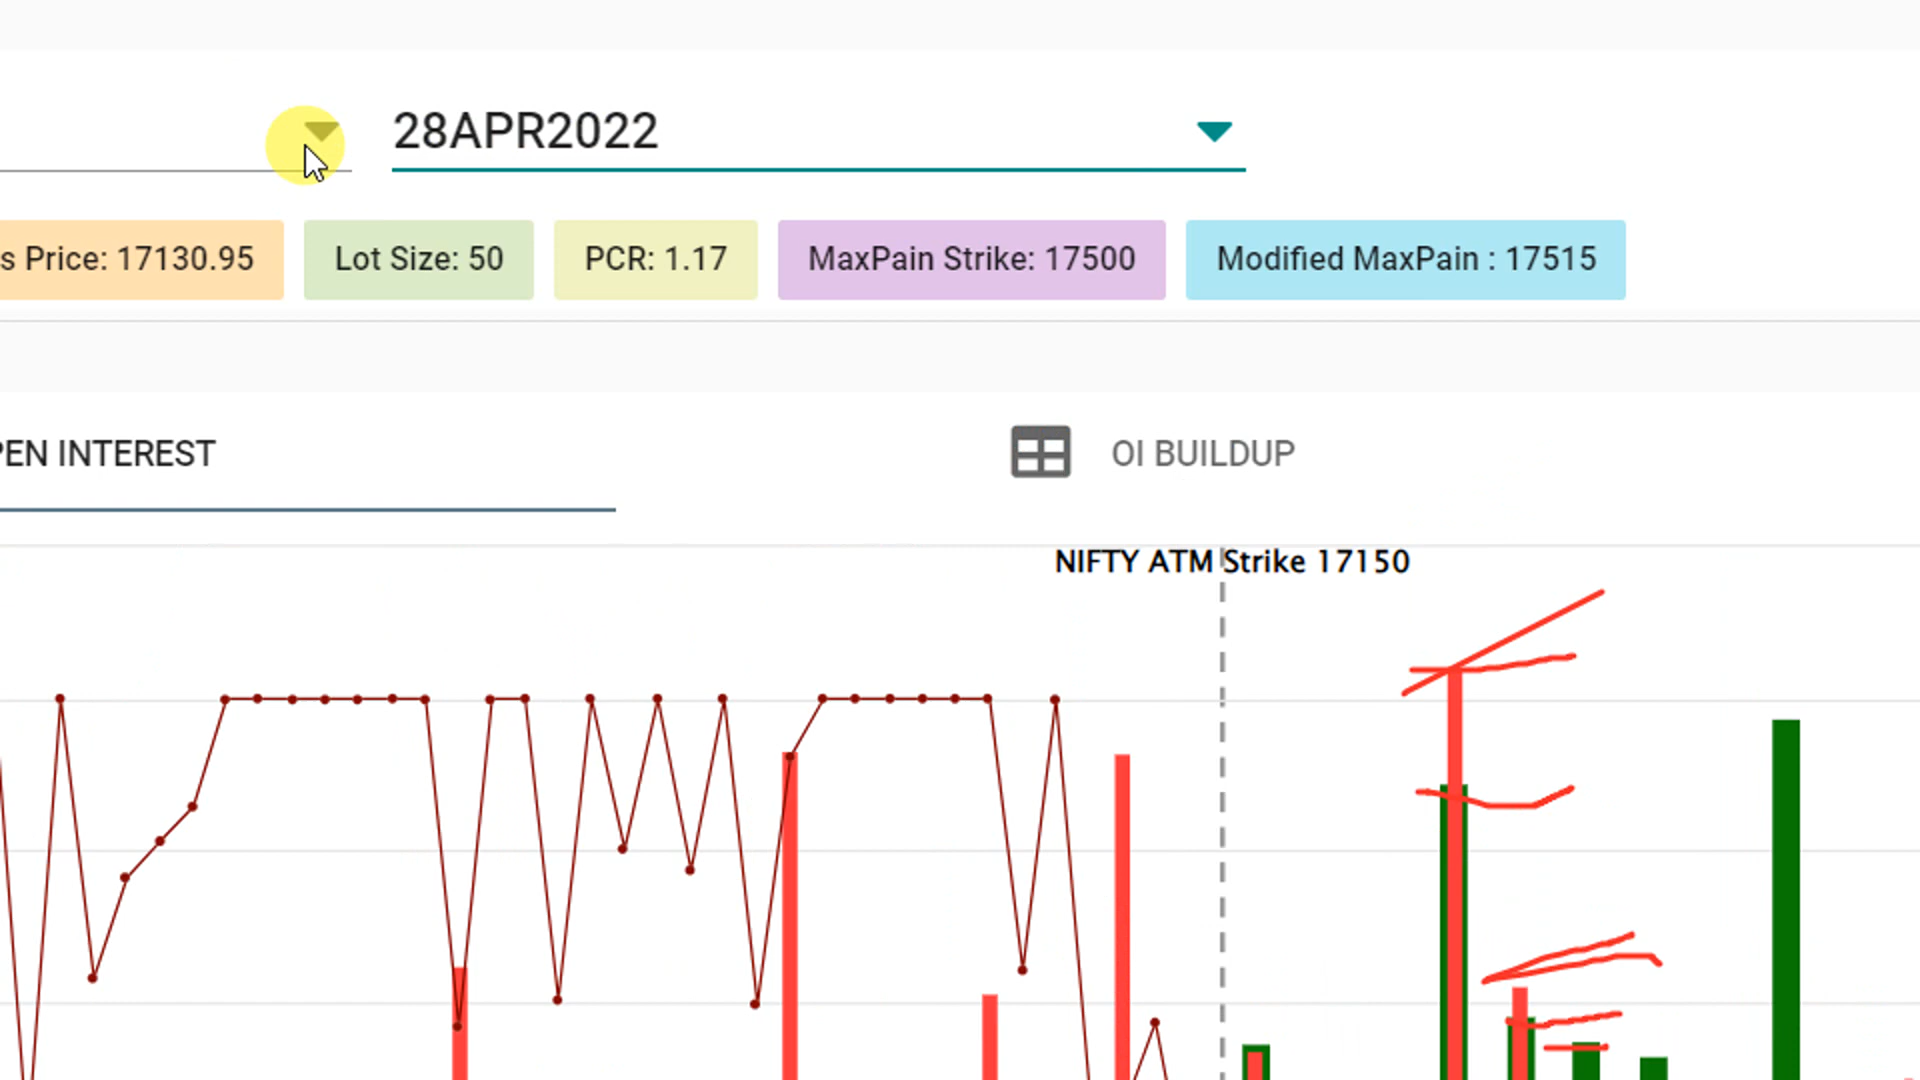 28APR2022
s Price: 17130.95
Lot Size: 50
PCR: 1.17
MaxPain Strike: 17500
Modified MaxPain : 17515
PEN INTEREST
OI BUILDUP
NIFTY ATM Strike 17150